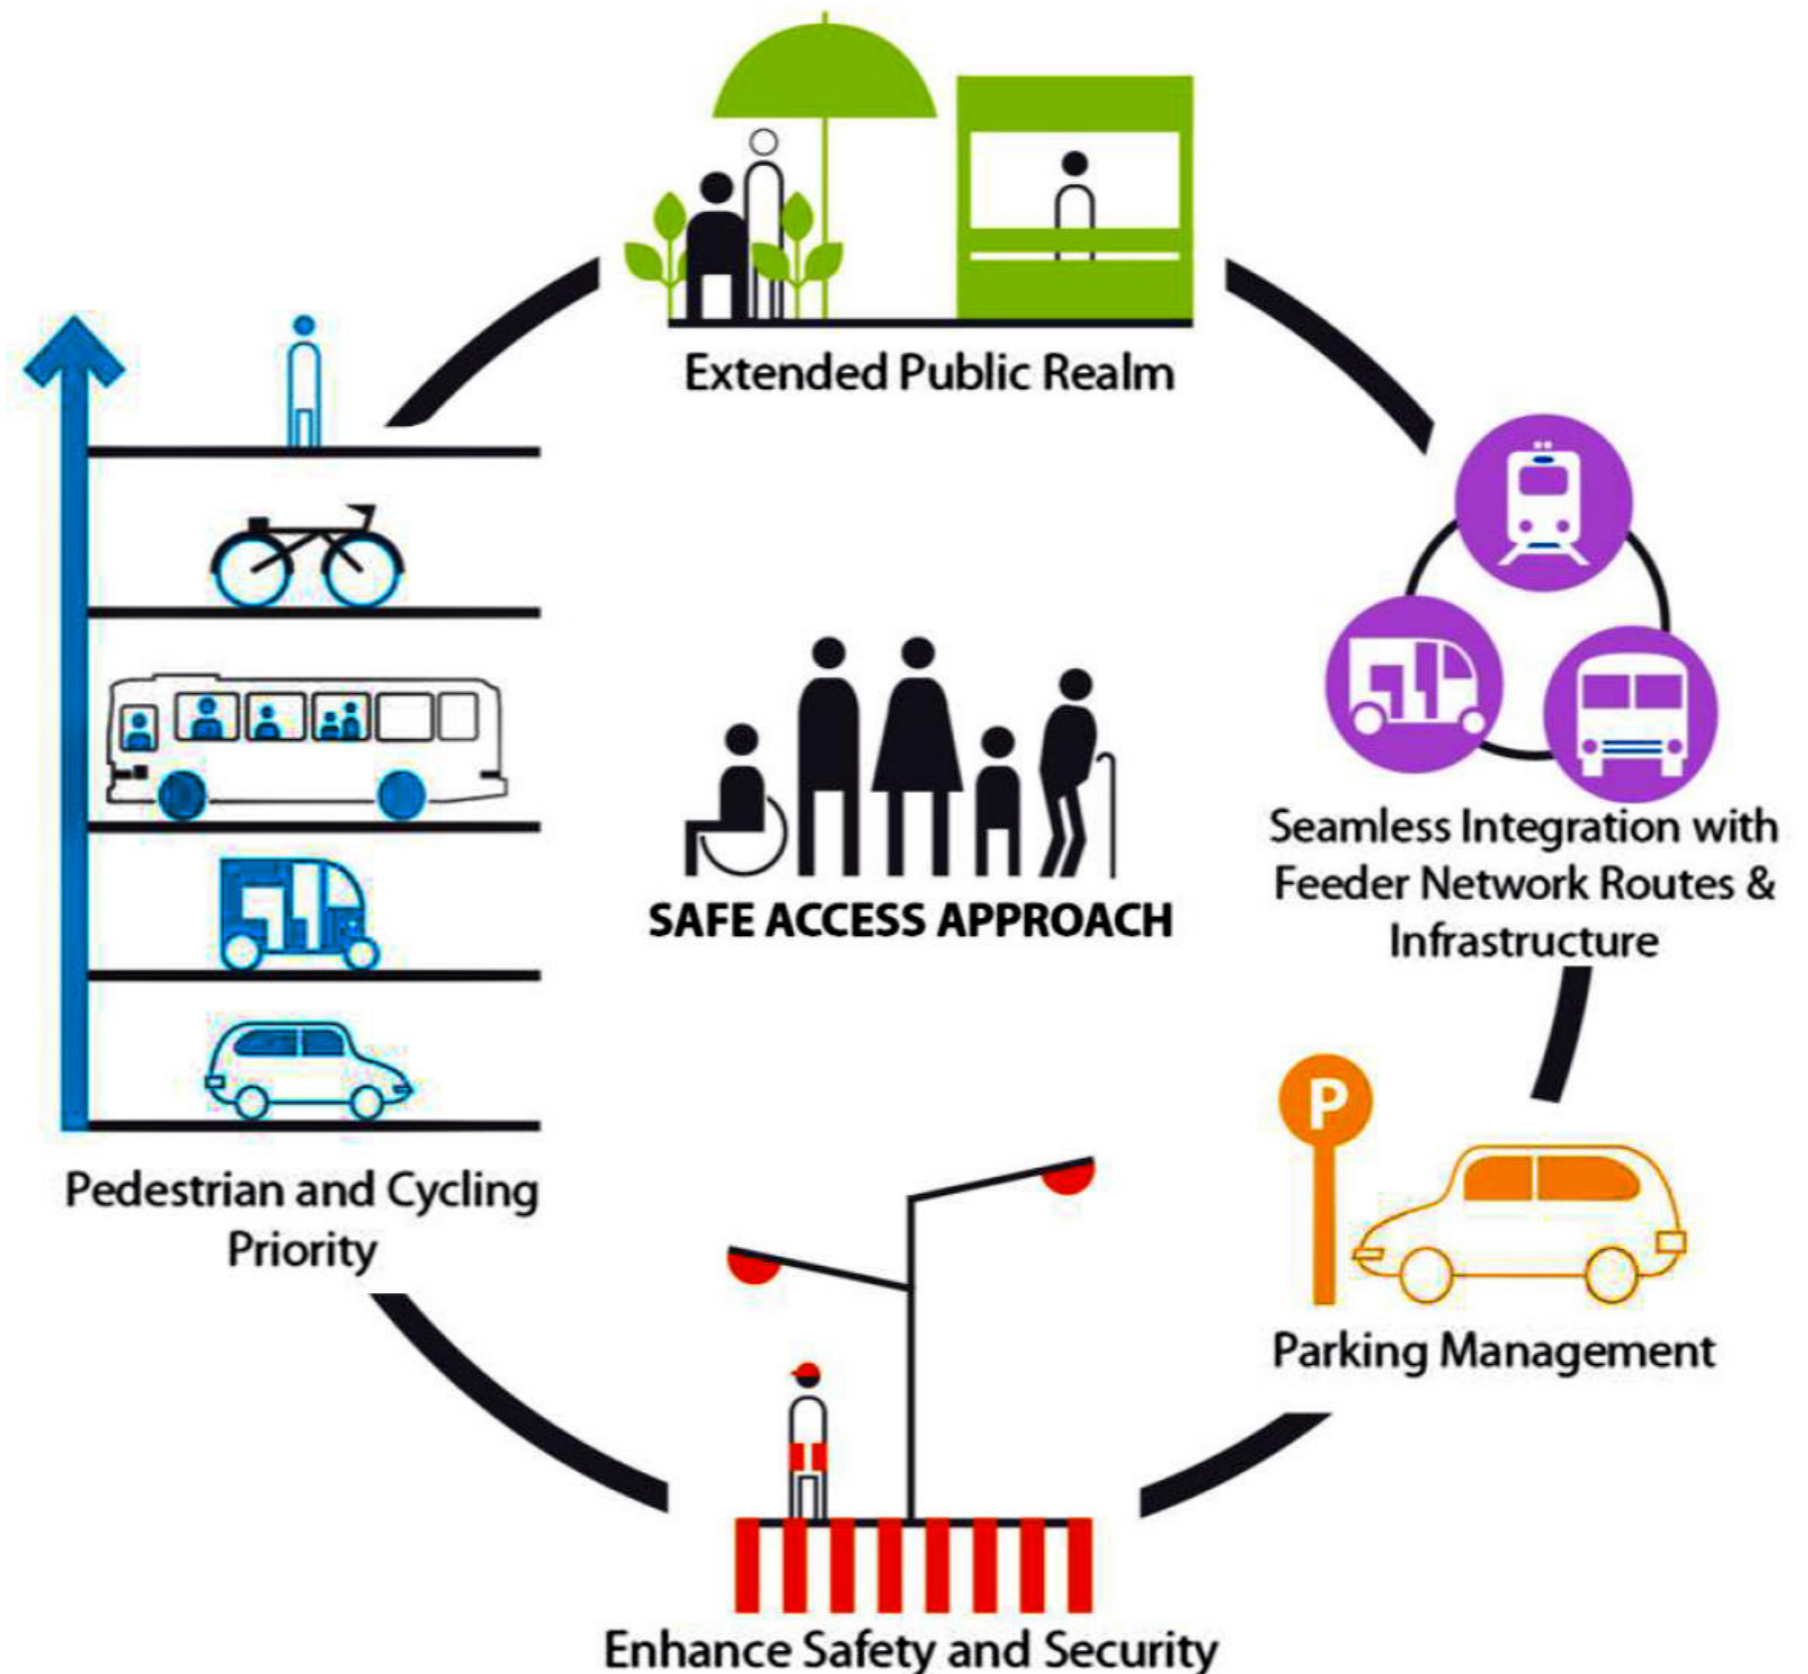 Extended Public Realm
Seamless Integration with
Feeder Network Routes &
Infrastructure
SAFE ACCESS APPROACH
P
Parking Management
Pedestrian and Cycling
Priority
Enhance Safety and Security